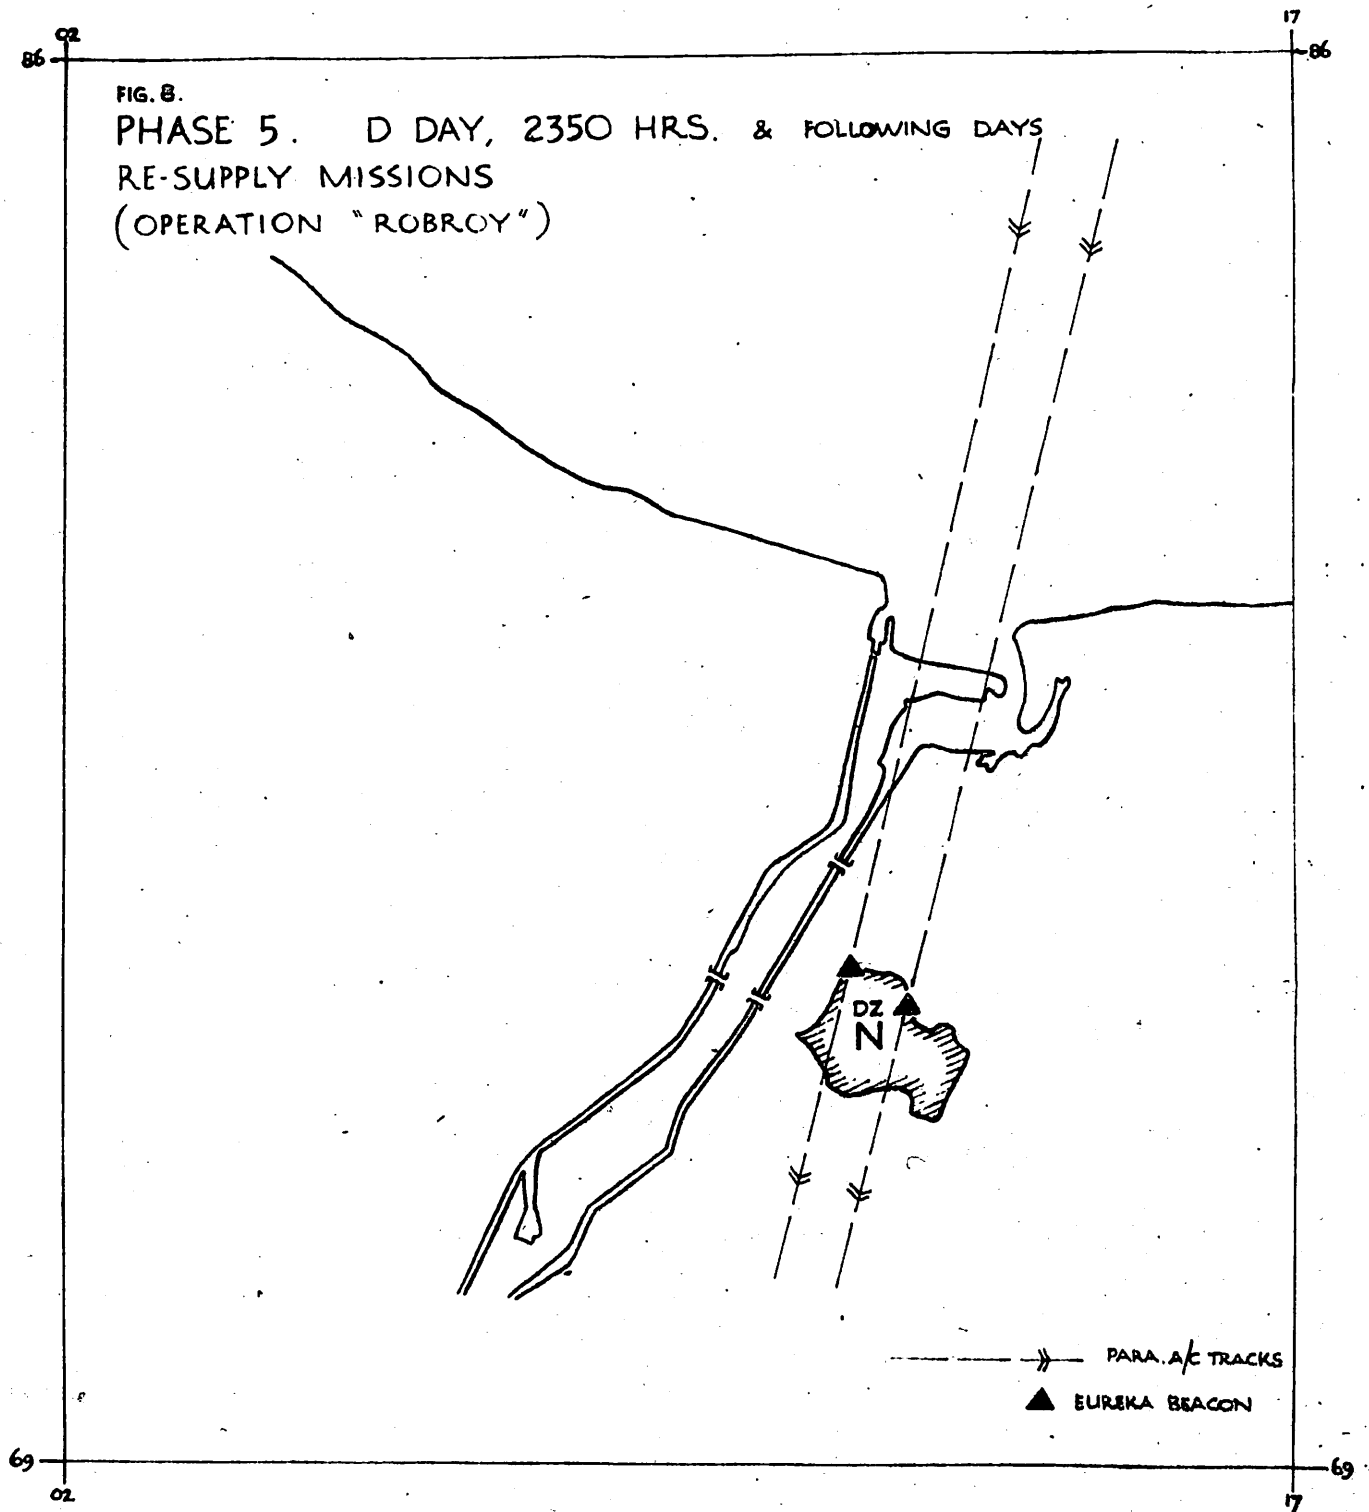 02
17
86
86
FIG. 8.
PHASE 5. D DAY, 2350 HRS. & FOLLOWING DAYS
RE-SUPPLY MISSIONS
(OPERATION "ROBROY")
DZ
N
PARA. A/C TRACKS
EUREKA BEACON
69
69
02
17